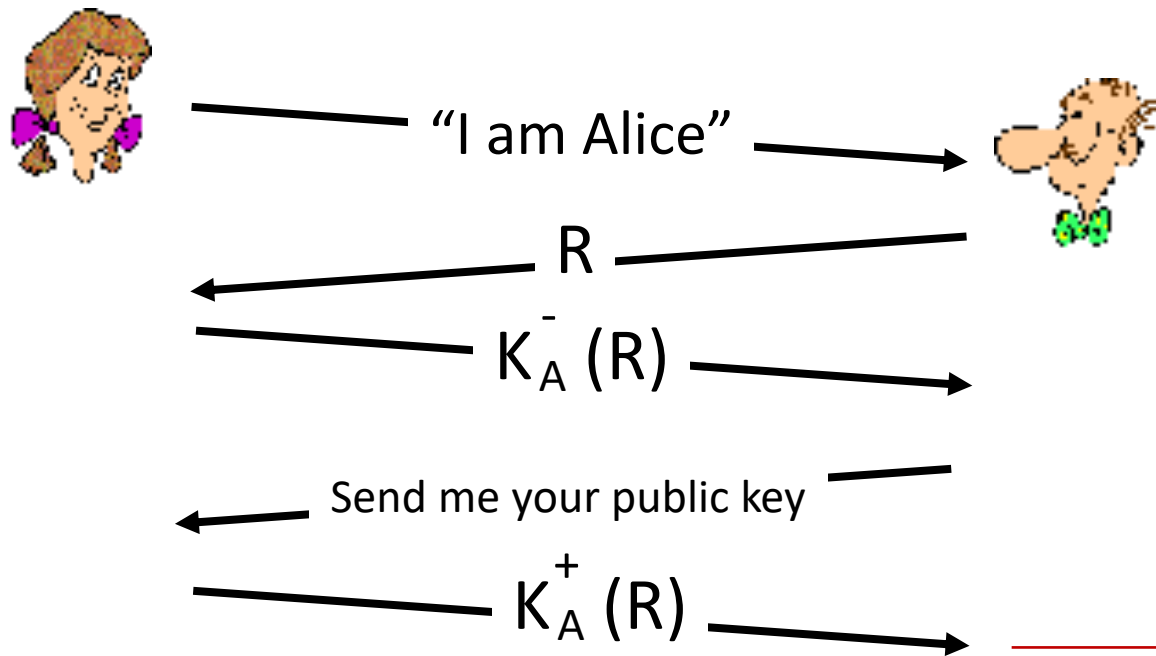 “I am Alice”
R
K_A^- (R)
Send me your public key
K_A^+ (R)